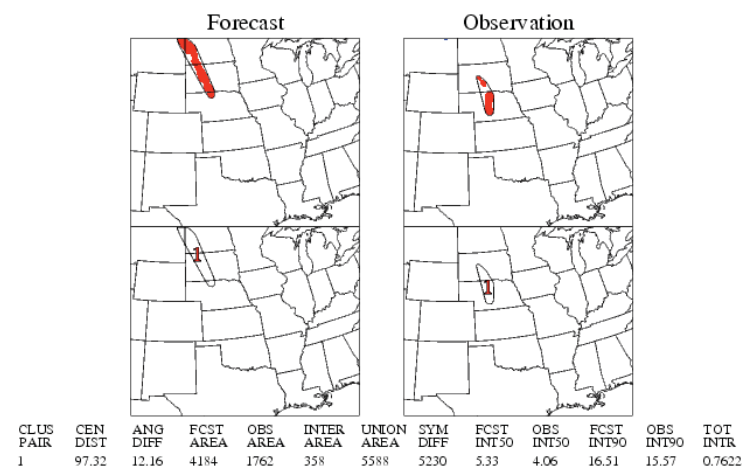 Forecast Observation
1 1
CLUS CEN ANG FCST OBS INTER UNION SYM FCST OBS FCST OBS TOT
PAIR DIST DIFF AREA AREA AREA AREA DIFF INT50 INT50 INT90 INT90 INTR
1 97.32 12.16 4184 1762 358 5588 5230 5.33 4.06 16.51 15.57 0.7622